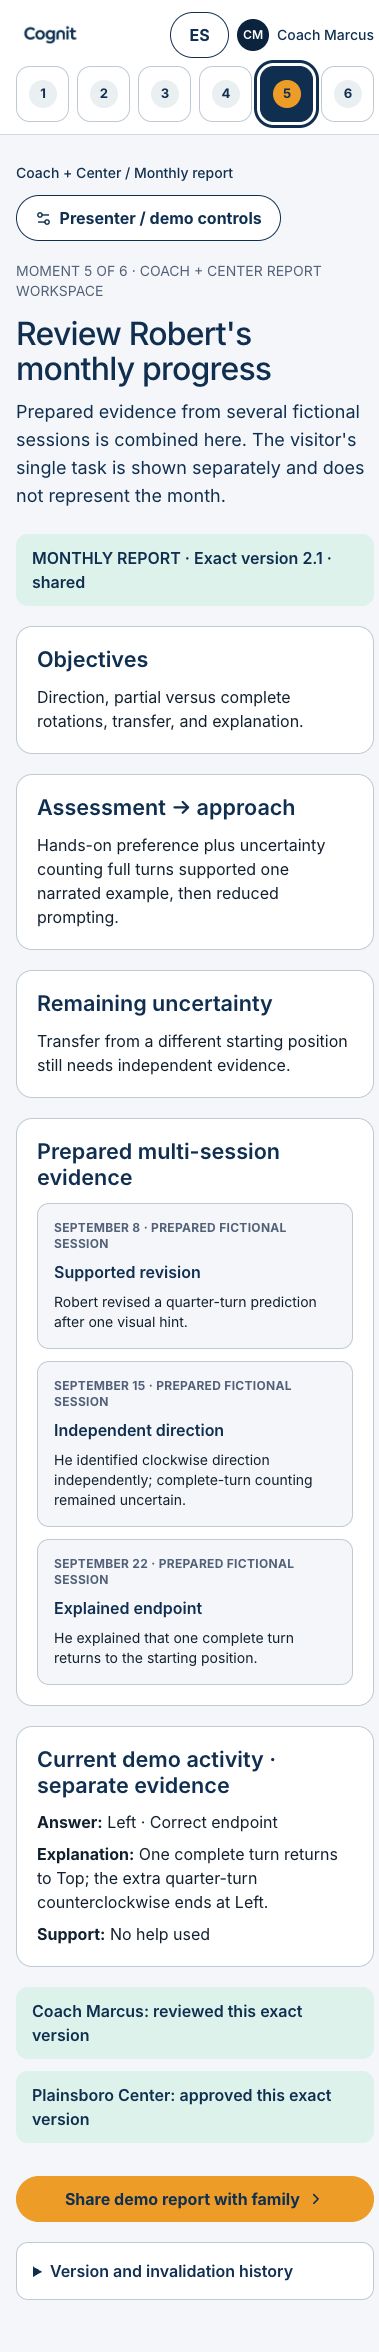 Cognit
ES
CM
Coach Marcus
1
2
3
4
5
6
Coach + Center / Monthly report
Presenter / demo controls
MOMENT 5 OF 6 · COACH + CENTER REPORT
WORKSPACE
Review Robert's
monthly progress
Prepared evidence from several fictional
sessions is combined here. The visitor's
single task is shown separately and does
not represent the month.
MONTHLY REPORT · Exact version 2.1 ·
shared
Objectives
Direction, partial versus complete
rotations, transfer, and explanation.
Assessment → approach
Hands-on preference plus uncertainty
counting full turns supported one
narrated example, then reduced
prompting.
Remaining uncertainty
Transfer from a different starting position
still needs independent evidence.
Prepared multi-session
evidence
SEPTEMBER 8 · PREPARED FICTIONAL
SESSION
Supported revision
Robert revised a quarter-turn prediction
after one visual hint.
SEPTEMBER 15 · PREPARED FICTIONAL
SESSION
Independent direction
He identified clockwise direction
independently; complete-turn counting
remained uncertain.
SEPTEMBER 22 · PREPARED FICTIONAL
SESSION
Explained endpoint
He explained that one complete turn
returns to the starting position.
Current demo activity ·
separate evidence
Answer: Left · Correct endpoint
Explanation: One complete turn returns
to Top; the extra quarter-turn
counterclockwise ends at Left.
Support: No help used
Coach Marcus: reviewed this exact
version
Plainsboro Center: approved this exact
version
Share demo report with family
Version and invalidation history